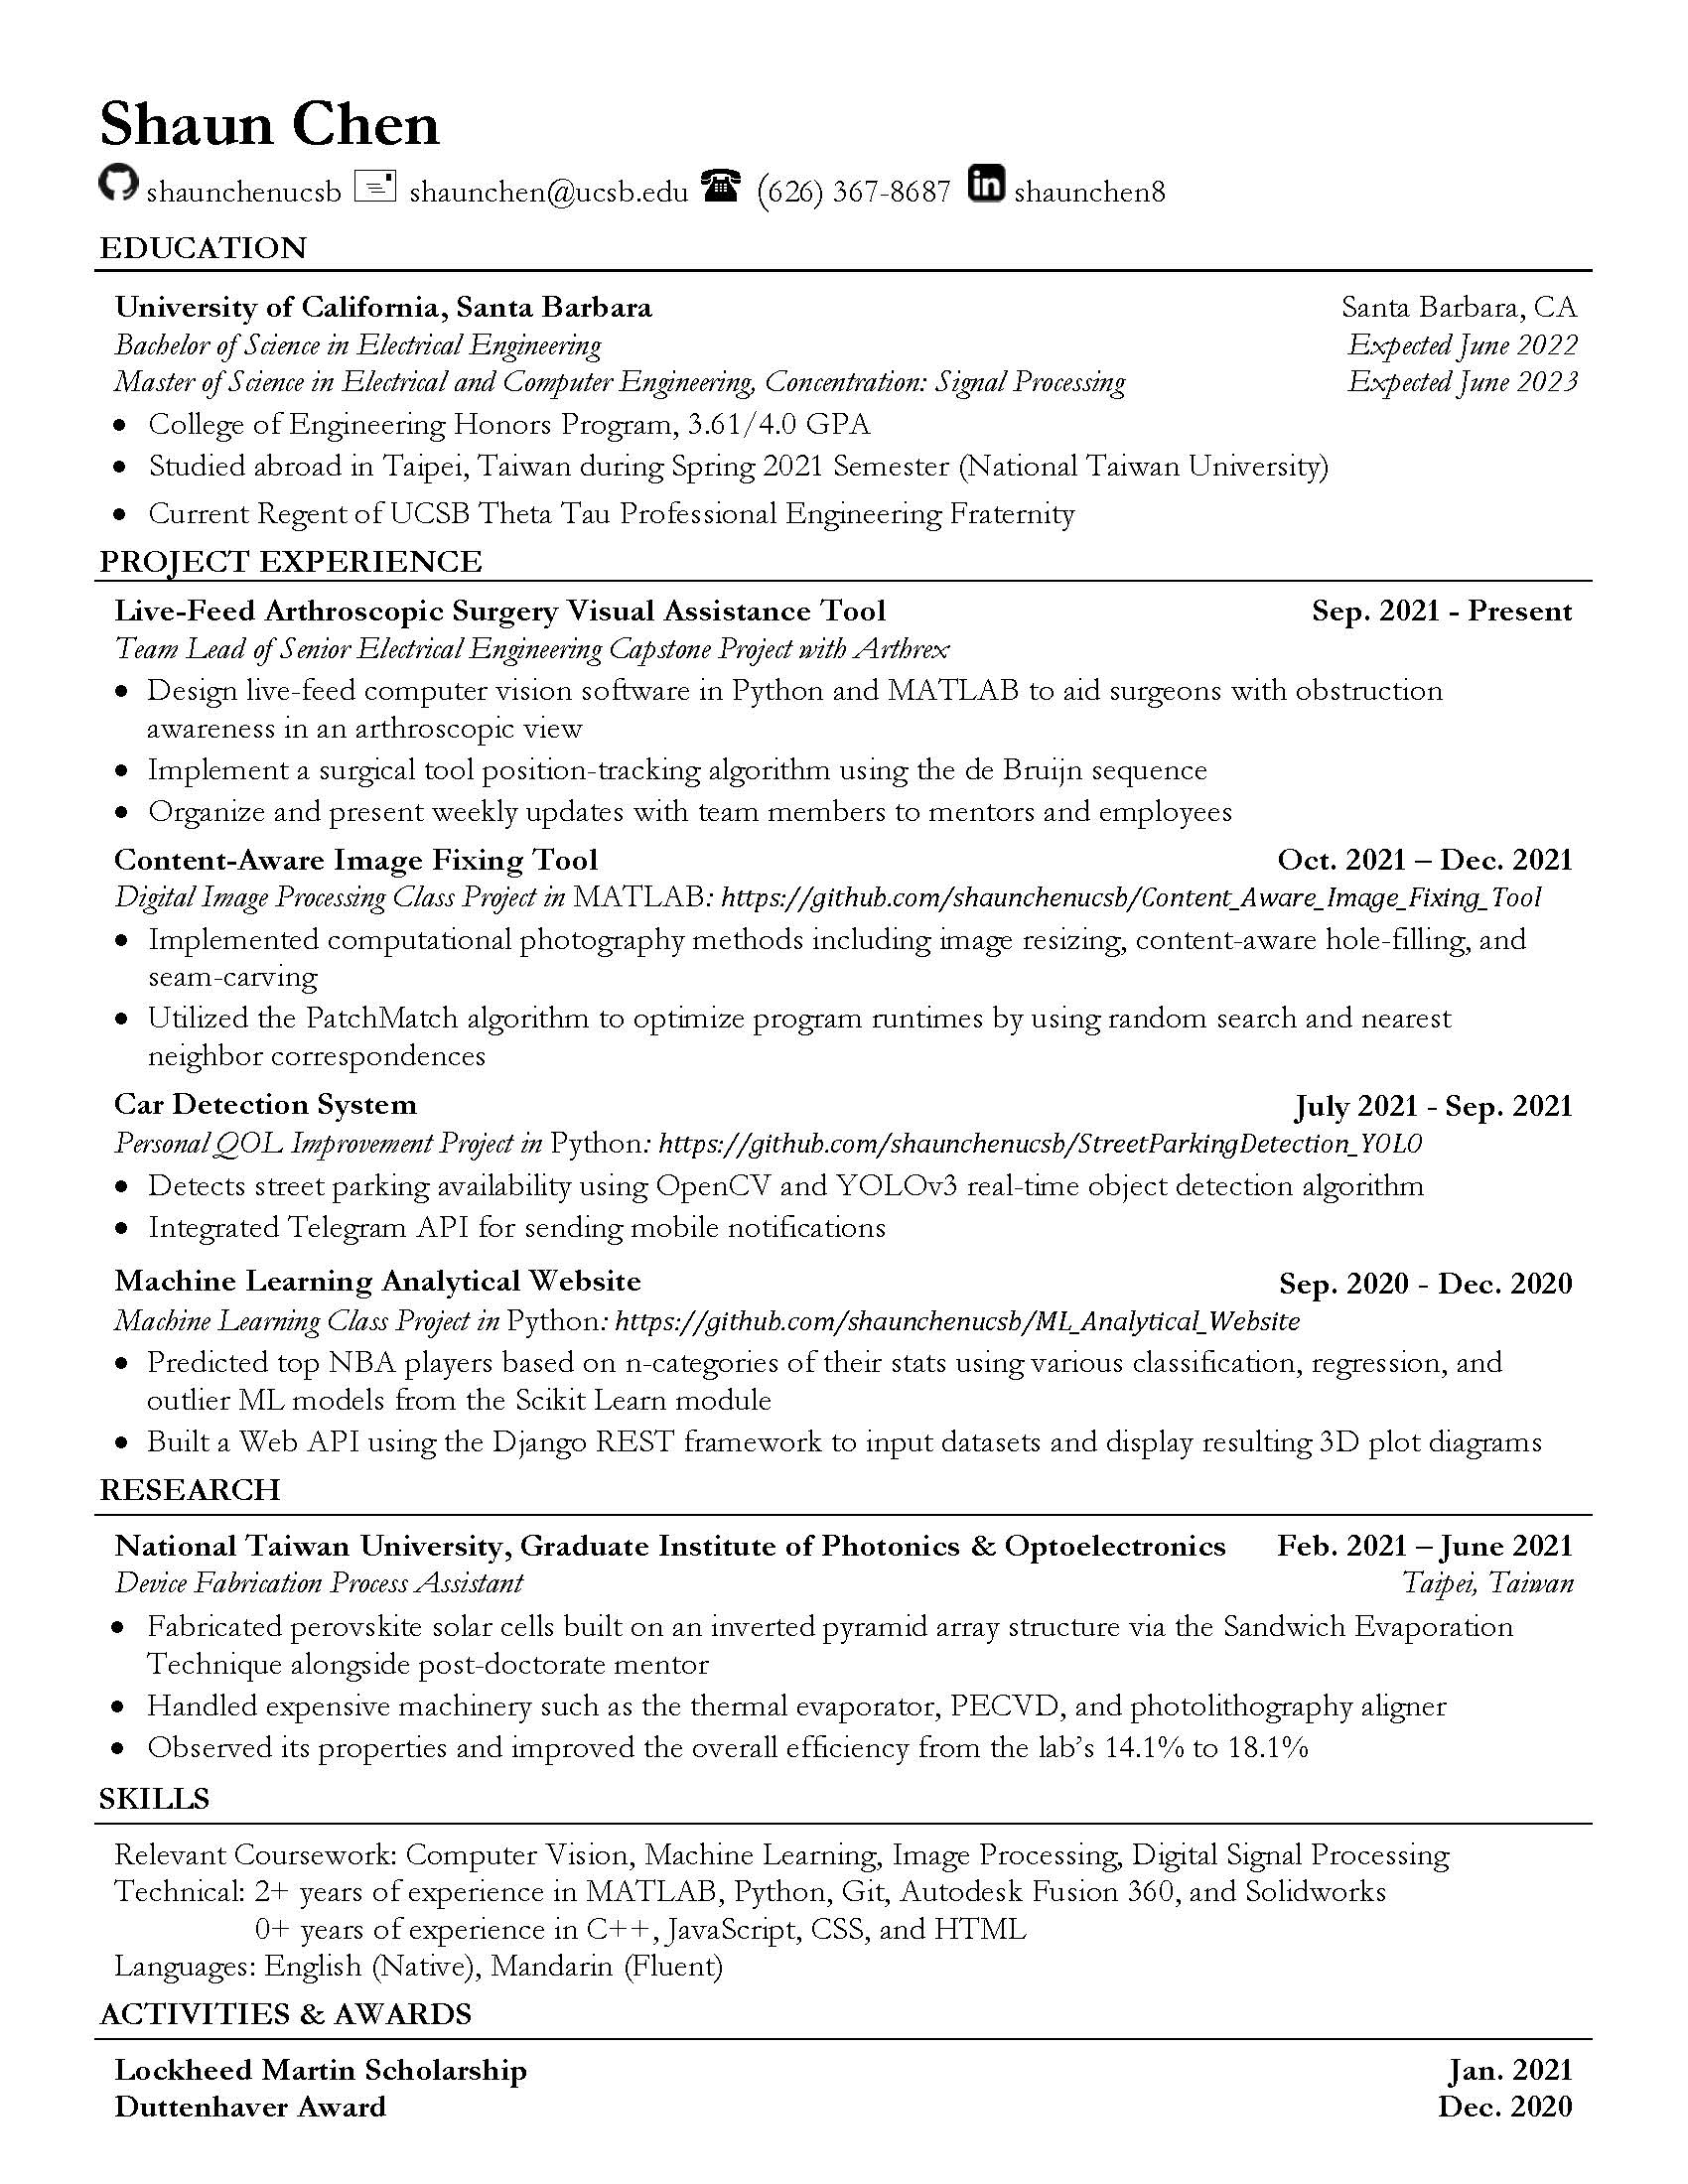 Shaun Chen
shaunchenucsb shaunchen@ucsb.edu (626) 367-8687 in shaunchen8
EDUCATION
University of California, Santa Barbara Santa Barbara, CA
Bachelor of Science in Electrical Engineering Expected June 2022
Master of Science in Electrical and Computer Engineering, Concentration: Signal Processing Expected June 2023
• College of Engineering Honors Program, 3.61/4.0 GPA
• Studied abroad in Taipei, Taiwan during Spring 2021 Semester (National Taiwan University)
• Current Regent of UCSB Theta Tau Professional Engineering Fraternity
PROJECT EXPERIENCE
Live-Feed Arthroscopic Surgery Visual Assistance Tool Sep. 2021 - Present
Team Lead of Senior Electrical Engineering Capstone Project with Arthrex
• Design live-feed computer vision software in Python and MATLAB to aid surgeons with obstruction
awareness in an arthroscopic view
• Implement a surgical tool position-tracking algorithm using the de Bruijn sequence
• Organize and present weekly updates with team members to mentors and employees
Content-Aware Image Fixing Tool Oct. 2021 – Dec. 2021
Digital Image Processing Class Project in MATLAB: https://github.com/shaunchenucsb/Content_Aware_Image_Fixing_Tool
• Implemented computational photography methods including image resizing, content-aware hole-filling, and
seam-carving
• Utilized the PatchMatch algorithm to optimize program runtimes by using random search and nearest
neighbor correspondences
Car Detection System July 2021 - Sep. 2021
Personal QOL Improvement Project in Python: https://github.com/shaunchenucsb/StreetParkingDetection_YOLO
• Detects street parking availability using OpenCV and YOLOv3 real-time object detection algorithm
• Integrated Telegram API for sending mobile notifications
Machine Learning Analytical Website Sep. 2020 - Dec. 2020
Machine Learning Class Project in Python: https://github.com/shaunchenucsb/ML_Analytical_Website
• Predicted top NBA players based on n-categories of their stats using various classification, regression, and
outlier ML models from the Scikit Learn module
• Built a Web API using the Django REST framework to input datasets and display resulting 3D plot diagrams
RESEARCH
National Taiwan University, Graduate Institute of Photonics & Optoelectronics Feb. 2021 – June 2021
Device Fabrication Process Assistant Taipei, Taiwan
• Fabricated perovskite solar cells built on an inverted pyramid array structure via the Sandwich Evaporation
Technique alongside post-doctorate mentor
• Handled expensive machinery such as the thermal evaporator, PECVD, and photolithography aligner
• Observed its properties and improved the overall efficiency from the lab’s 14.1% to 18.1%
SKILLS
Relevant Coursework: Computer Vision, Machine Learning, Image Processing, Digital Signal Processing
Technical: 2+ years of experience in MATLAB, Python, Git, Autodesk Fusion 360, and Solidworks
0+ years of experience in C++, JavaScript, CSS, and HTML
Languages: English (Native), Mandarin (Fluent)
ACTIVITIES & AWARDS
Lockheed Martin Scholarship Jan. 2021
Duttenhaver Award Dec. 2020